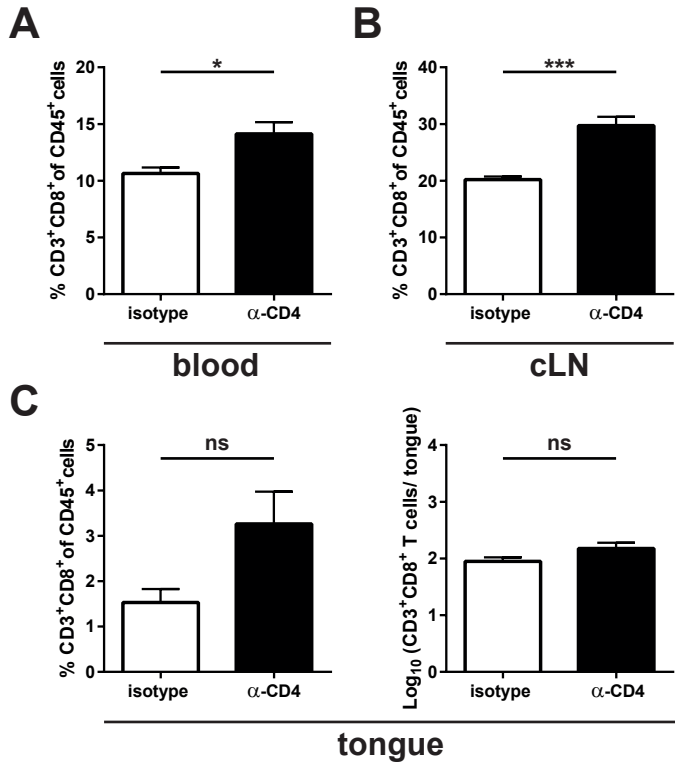 A
% CD3⁺CD8⁺ of CD45⁺ cells
20
15
10
5
0
*
isotype α-CD4
blood
B
% CD3⁺CD8⁺ of CD45⁺ cells
40
30
20
10
0
***
isotype α-CD4
cLN
C
% CD3⁺CD8⁺ of CD45⁺ cells
5
4
3
2
1
0
ns
isotype α-CD4
Log₁₀ (CD3⁺CD8⁺ T cells/ tongue)
4
3
2
1
0
ns
isotype α-CD4
tongue